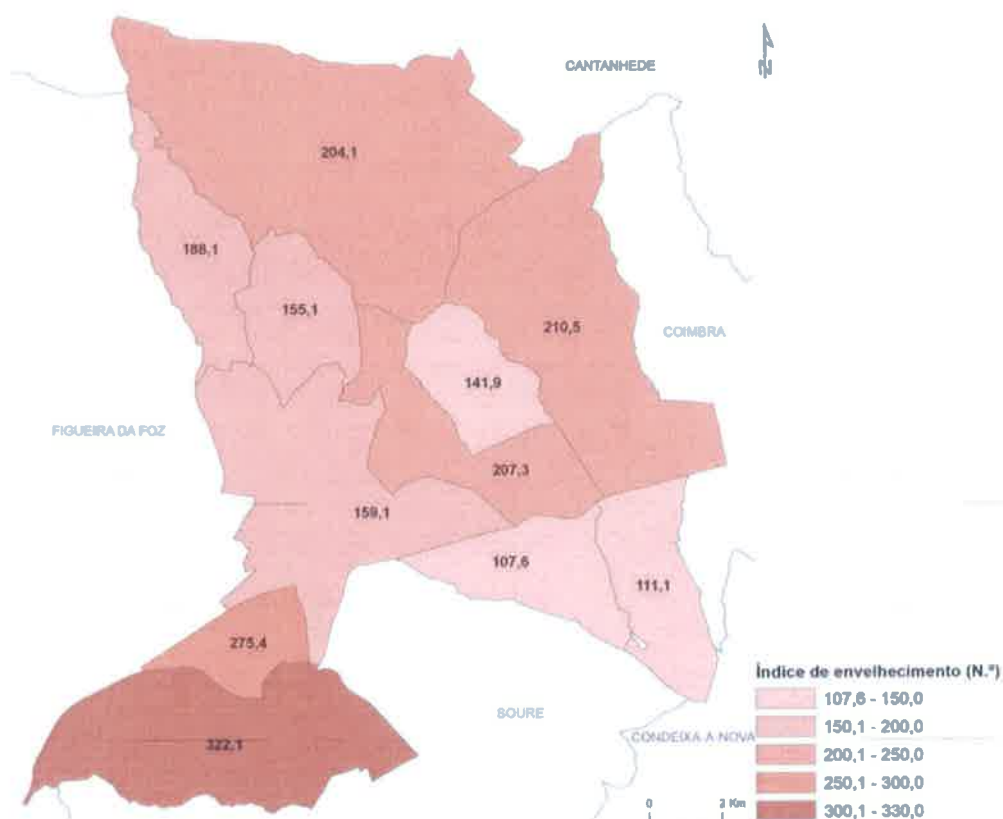 CANTANHEDE
N
204,1
188,1
155,1
210,5
COIMBRA
141,9
FIGUEIRA DA FOZ
207,3
159,1
107,6
111,1
275,4
SOURE
322,1
CONDEIXA A NOVA
Índice de envelhecimento (N.º)
107,6 - 150,0
150,1 - 200,0
200,1 - 250,0
250,1 - 300,0
300,1 - 330,0
0 2 Km